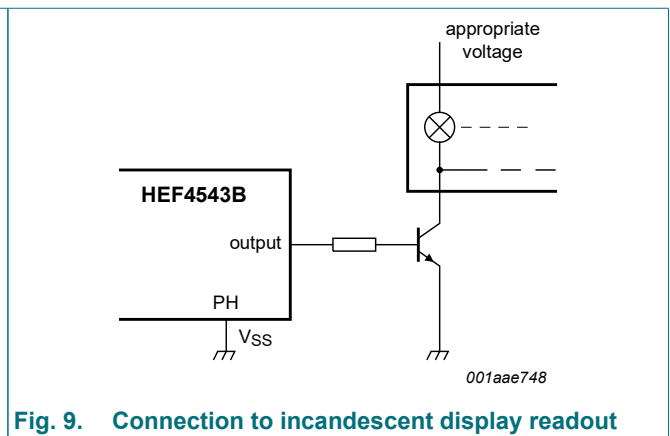 appropriate
voltage
HEF4543B
output
PH
VSS
001aae748
Fig. 9. Connection to incandescent display readout